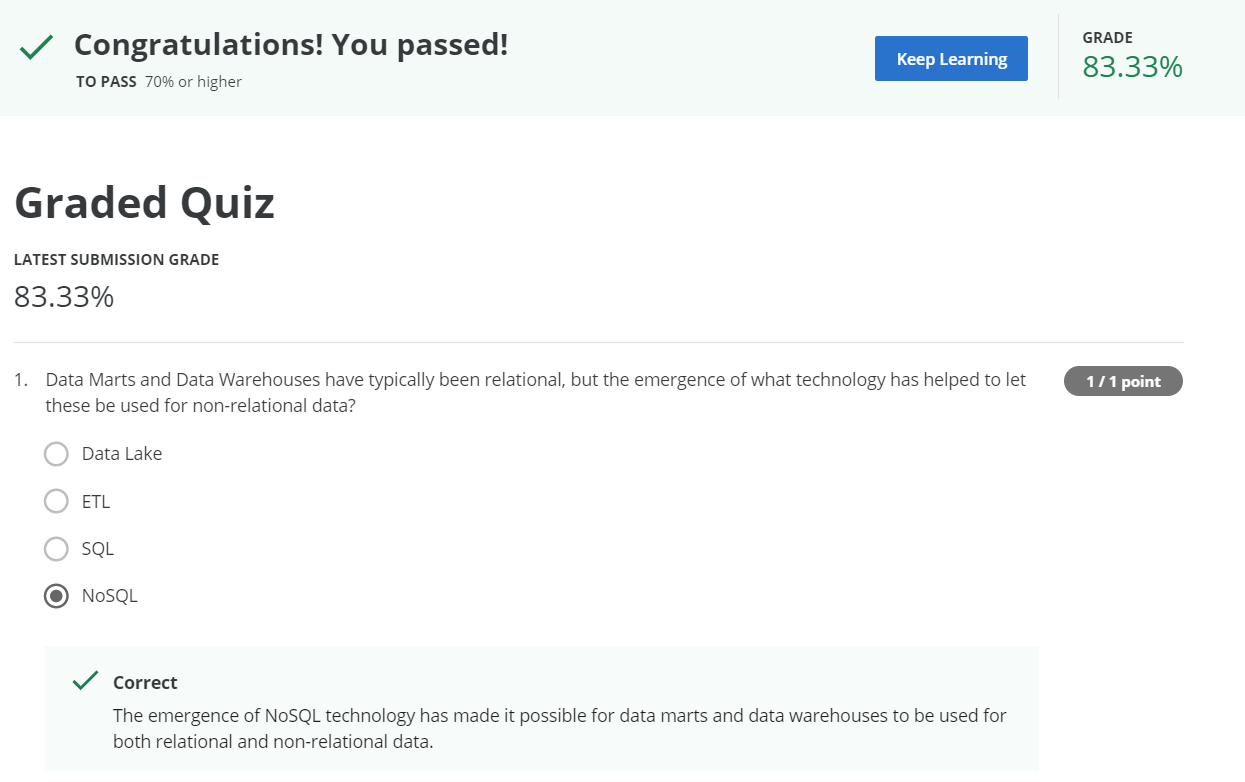 Congratulations! You passed!
TO PASS 70% or higher
Keep Learning
GRADE
83.33%
Graded Quiz
LATEST SUBMISSION GRADE
83.33%
1. Data Marts and Data Warehouses have typically been relational, but the emergence of what technology has helped to let
these be used for non-relational data?
1 / 1 point
Data Lake
ETL
SQL
NoSQL
Correct
The emergence of NoSQL technology has made it possible for data marts and data warehouses to be used for
both relational and non-relational data.